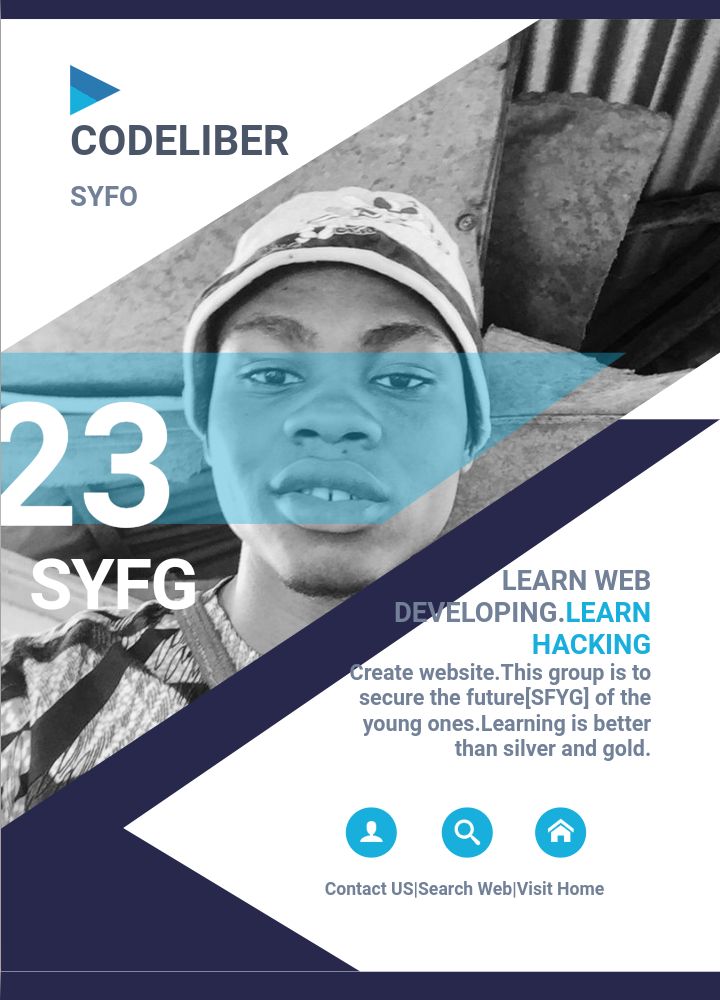 CODELIBER
SYFO
23
SYFG
LEARN WEB
DEVELOPING.LEARN
HACKING
Create website.This group is to
secure the future[SFYG] of the
young ones.Learning is better
than silver and gold.
Contact US|Search Web|Visit Home